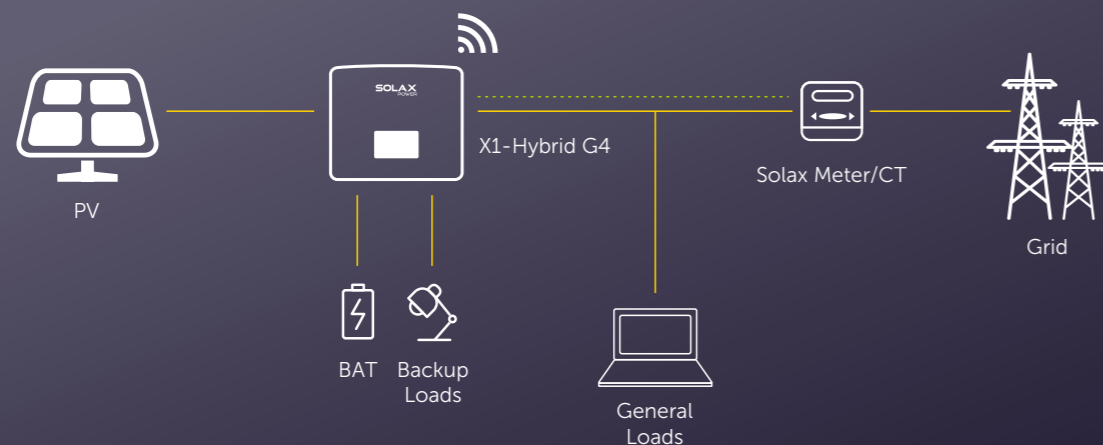 SOLAX
POWER
X1-Hybrid G4
Solax Meter/CT
PV
Grid
BAT
Backup
Loads
General
Loads